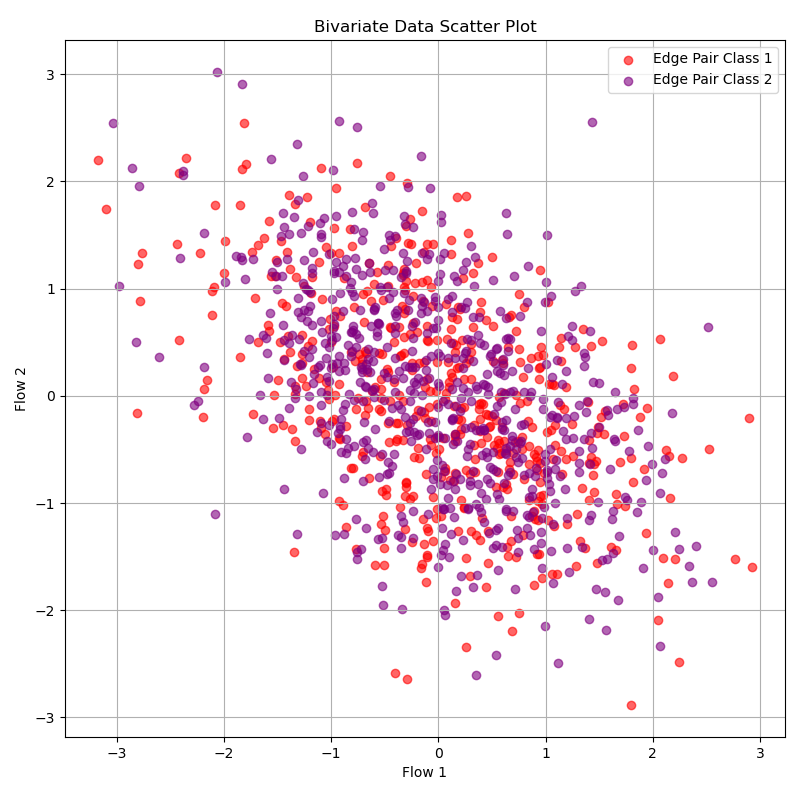 Bivariate Data Scatter Plot
Edge Pair Class 1
Edge Pair Class 2
3
2
1
0
−1
−2
−3
Flow 2
−3 −2 −1 0 1 2 3
Flow 1